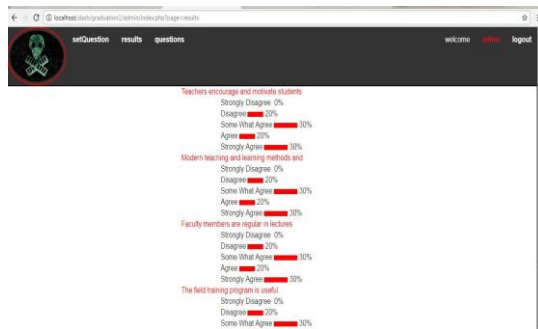 localhost/dash/graduation1/admin/index.php?page=results
setQuestion results questions welcome admin logout
Teachers encourage and motivate students
Strongly Disagree 0%
Disagree 20%
Some What Agree 30%
Agree 20%
Strongly Agree 30%
Modern teaching and learning methods and
Strongly Disagree 0%
Disagree 20%
Some What Agree 30%
Agree 20%
Strongly Agree 30%
Faculty members are regular in lectures
Strongly Disagree 0%
Disagree 20%
Some What Agree 30%
Agree 20%
Strongly Agree 30%
The field training program is useful.
Strongly Disagree 0%
Disagree 20%
Some What Agree 30%